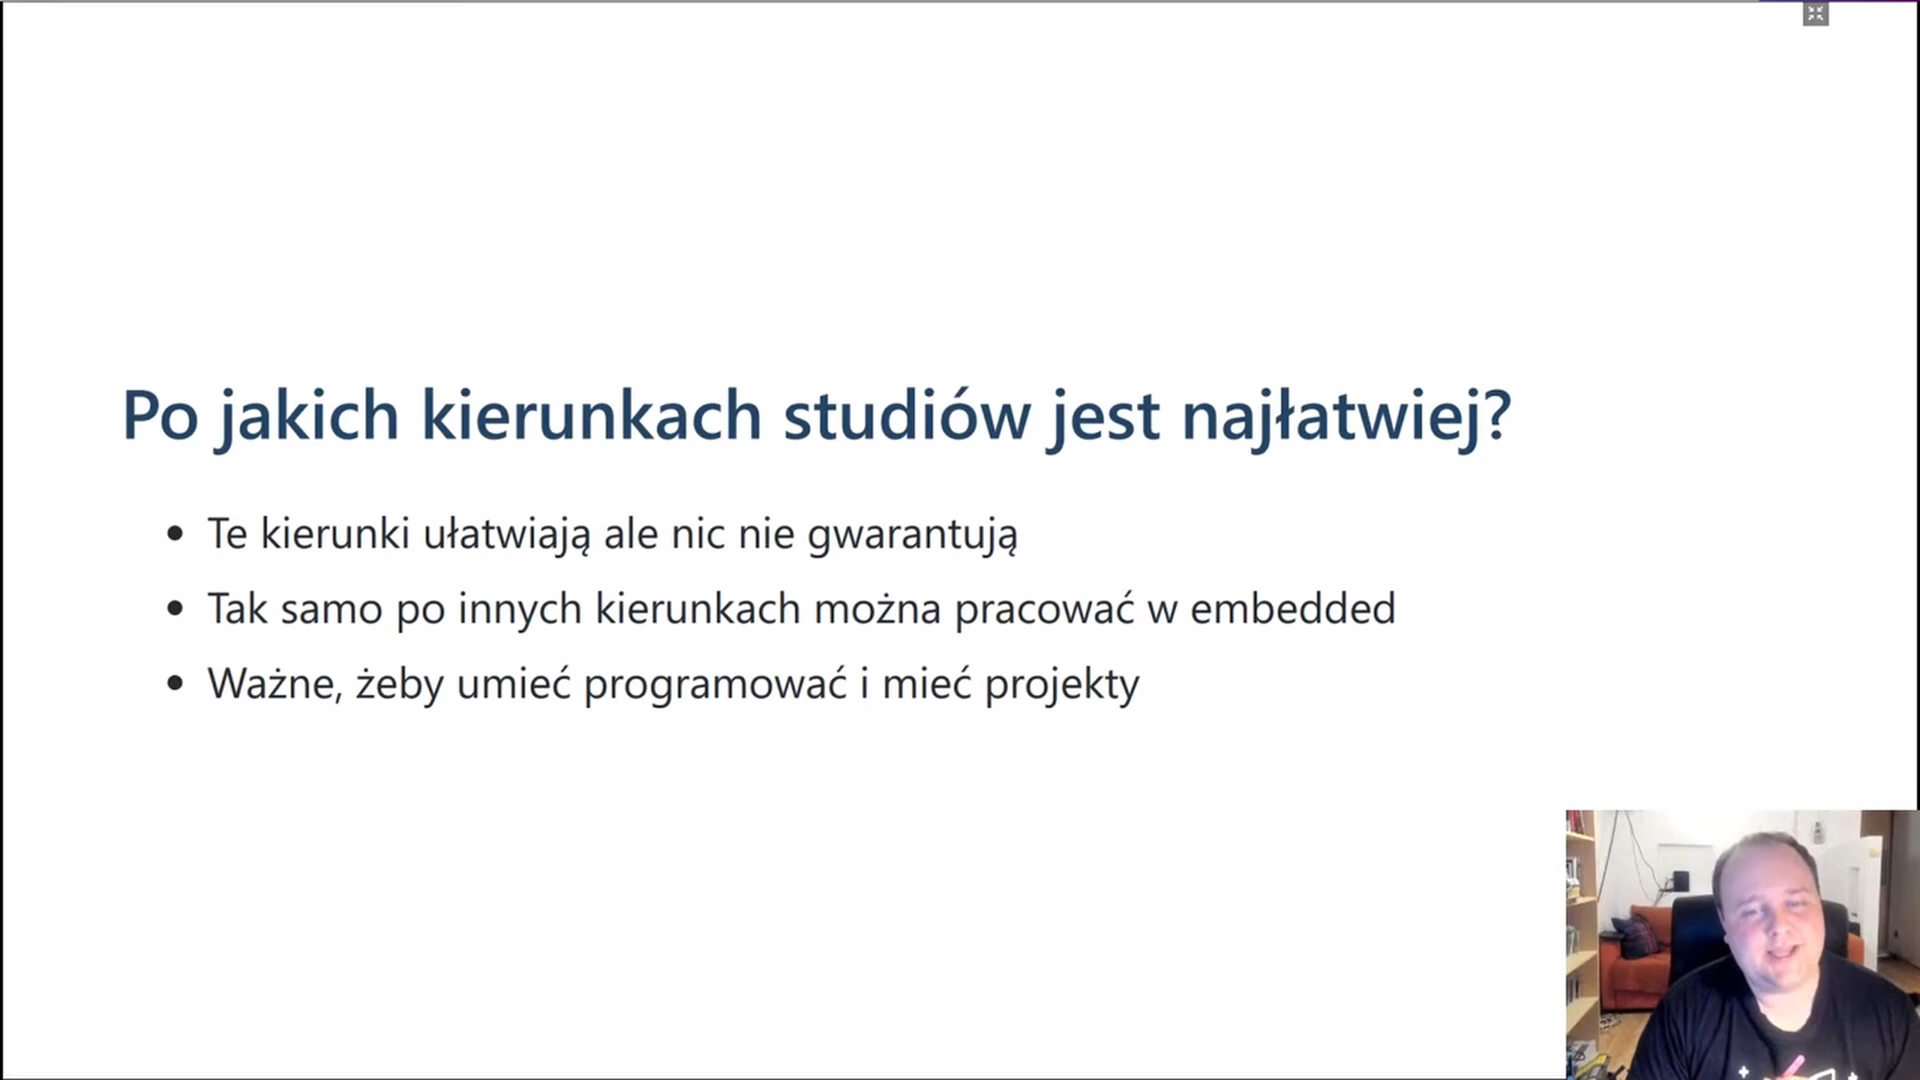 Po jakich kierunkach studiów jest najłatwiej?
Te kierunki ułatwiają ale nic nie gwarantują
Tak samo po innych kierunkach można pracować w embedded
Ważne, żeby umieć programować i mieć projekty